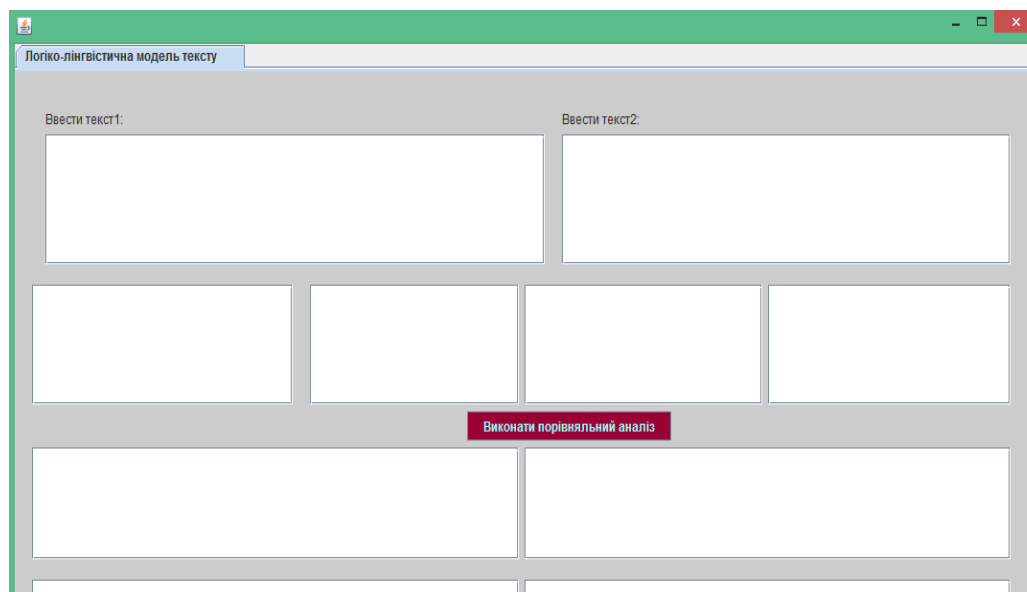 Логіко-лінгвістична модель тексту
Ввести текст1:
Ввести текст2:
Виконати порівняльний аналіз